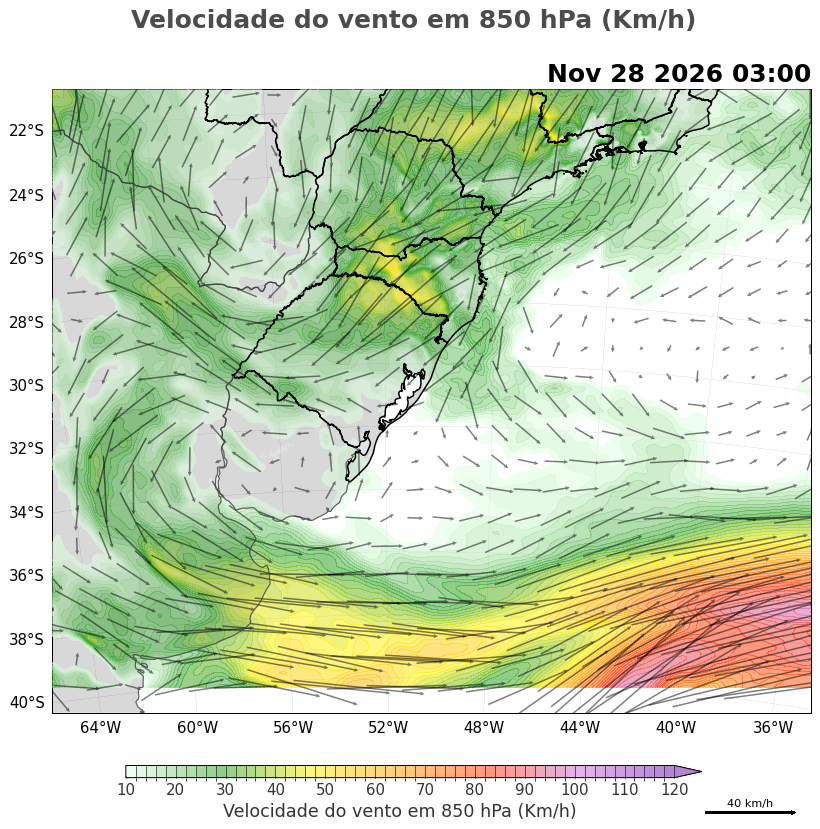 Velocidade do vento em 850 hPa (Km/h)
Nov 28 2026 03:00
22°S
24°S
26°S
28°S
30°S
32°S
34°S
36°S
38°S
40°S
64°W 60°W 56°W 52°W 48°W 44°W 40°W 36°W
10 20 30 40 50 60 70 80 90 100 110 120
Velocidade do vento em 850 hPa (Km/h)
40 km/h